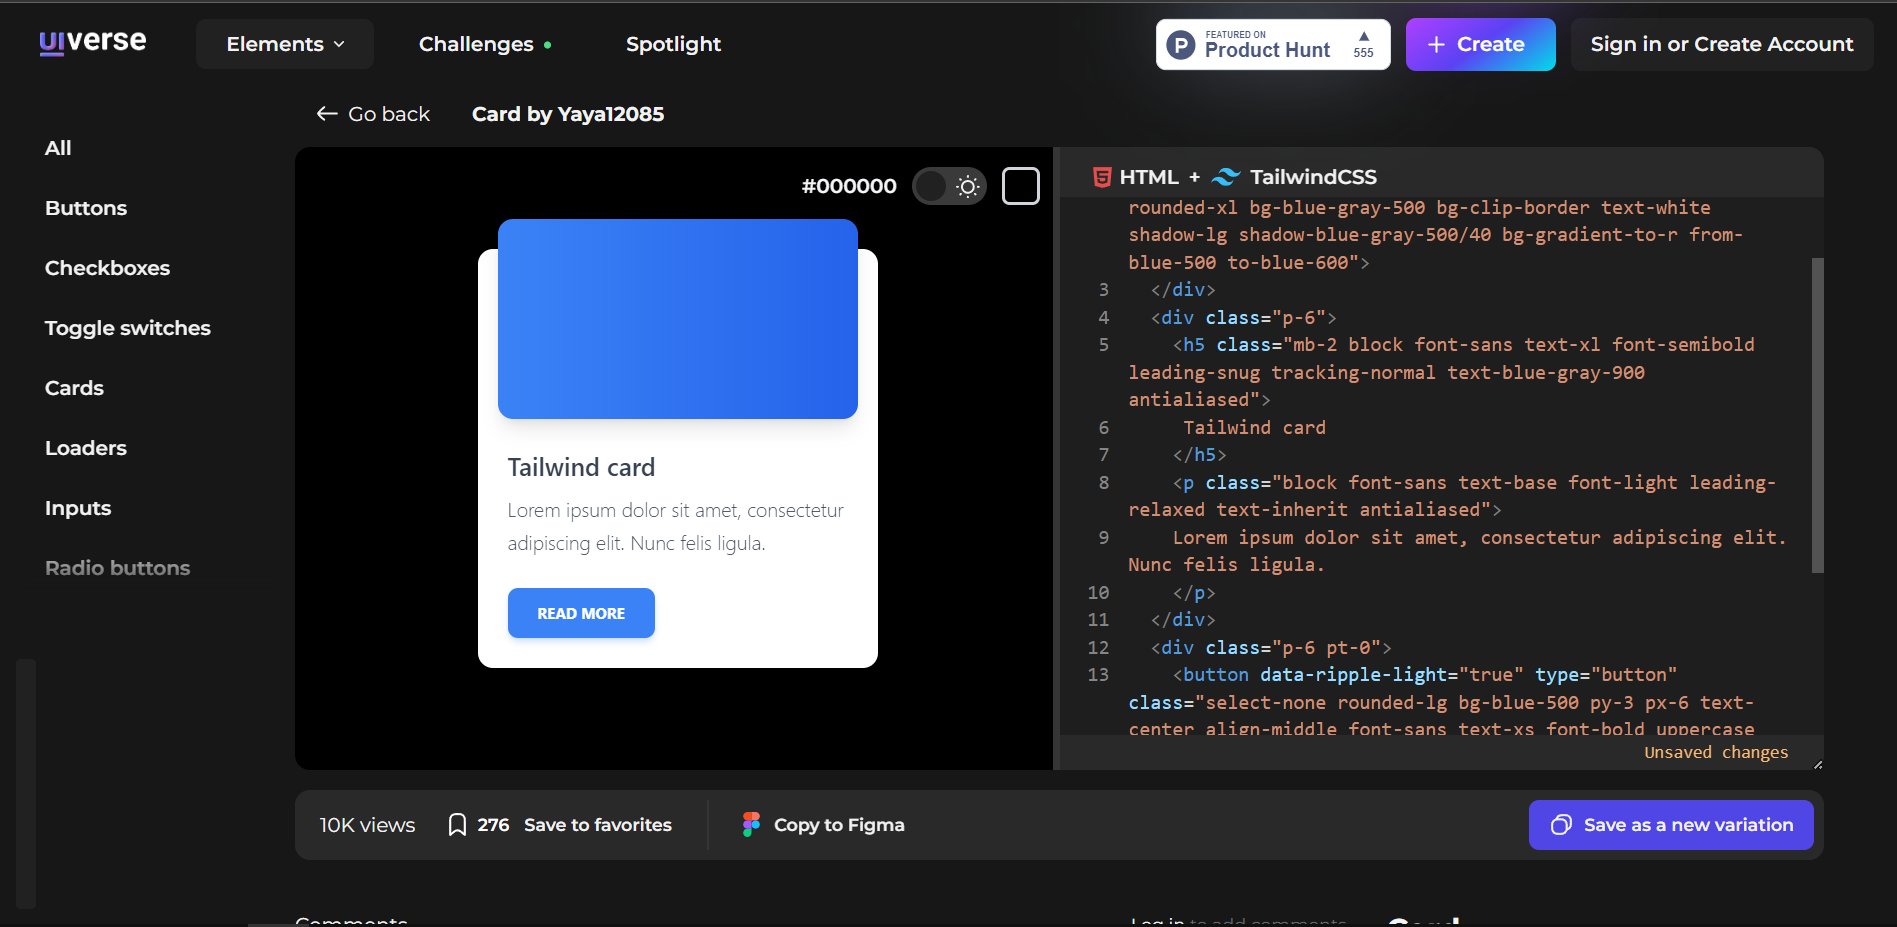 UIverse
Elements
Challenges
Spotlight
FEATURED ON
Product Hunt
555
+ Create
Sign in or Create Account
Go back
Card by Yaya12085
All
Buttons
Checkboxes
Toggle switches
Cards
Loaders
Inputs
Radio buttons
#000000
Tailwind card
Lorem ipsum dolor sit amet, consectetur
adipiscing elit. Nunc felis ligula.
READ MORE
HTML + TailwindCSS
rounded-xl bg-blue-gray-500 bg-clip-border text-white
shadow-lg shadow-blue-gray-500/40 bg-gradient-to-r from-
blue-500 to-blue-600">
3 </div>
4 <div class="p-6">
5 <h5 class="mb-2 block font-sans text-xl font-semibold
leading-snug tracking-normal text-blue-gray-900
antialiased">
6 Tailwind card
7 </h5>
8 <p class="block font-sans text-base font-light leading-
relaxed text-inherit antialiased">
9 Lorem ipsum dolor sit amet, consectetur adipiscing elit.
Nunc felis ligula.
10 </p>
11 </div>
12 <div class="p-6 pt-0">
13 <button data-ripple-light="true" type="button"
class="select-none rounded-lg bg-blue-500 py-3 px-6 text-
center align-middle font-sans text-xs font-bold uppercase
Unsaved changes
10K views
276 Save to favorites
Copy to Figma
Save as a new variation
Comments
Log in to add comments
Card